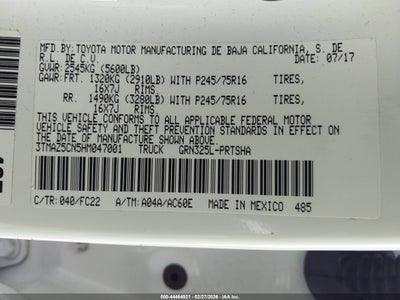 MFD.BY:TOYOTA MOTOR MANUFACTURING DE BAJA CALIFORNIA, S. DE
R.L. DE C.V. DATE: 07/17
GVWR:2545KG (5600LB)
GAWR:FRT. 1320KG (2910LB) WITH P245/75R16 TIRES,
16X7J RIMS
RR. 1490KG (3280LB) WITH P245/75R16 TIRES,
16X7J RIMS
THIS VEHICLE CONFORMS TO ALL APPLICABLE FEDERAL MOTOR
VEHICLE SAFETY AND THEFT PREVENTION STANDARDS IN EFFECT ON
THE DATE OF MANUFACTURE SHOWN ABOVE.
3TMAZ5CN5HM047001 TRUCK GRN325L-PRTSHA
C/TR: 040/FC22 A/TM: A04A/AC60E MADE IN MEXICO 485
800-44464921 - 02/27/2026 - IAAI